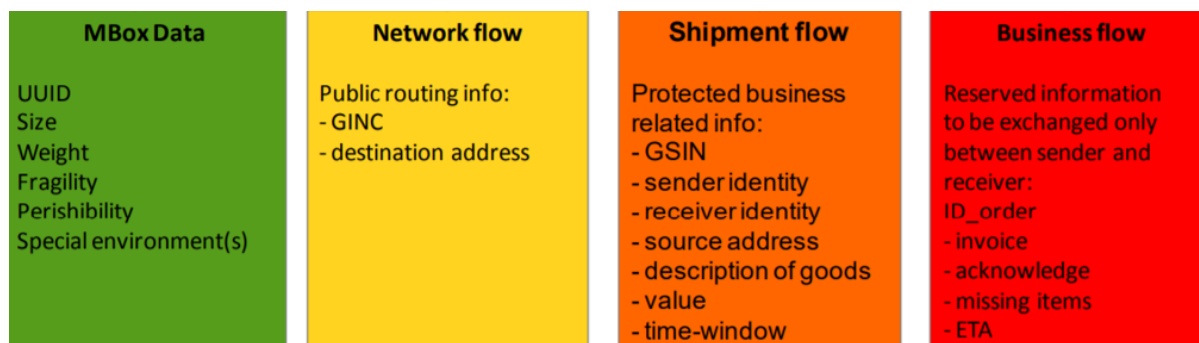 MBox Data
UUID
Size
Weight
Fragility
Perishibility
Special environment(s)
Network flow
Public routing info:
- GINC
- destination address
Shipment flow
Protected business
related info:
- GSIN
- sender identity
- receiver identity
- source address
- description of goods
- value
- time-window
Business flow
Reserved information
to be exchanged only
between sender and
receiver:
ID_order
- invoice
- acknowledge
- missing items
- ETA